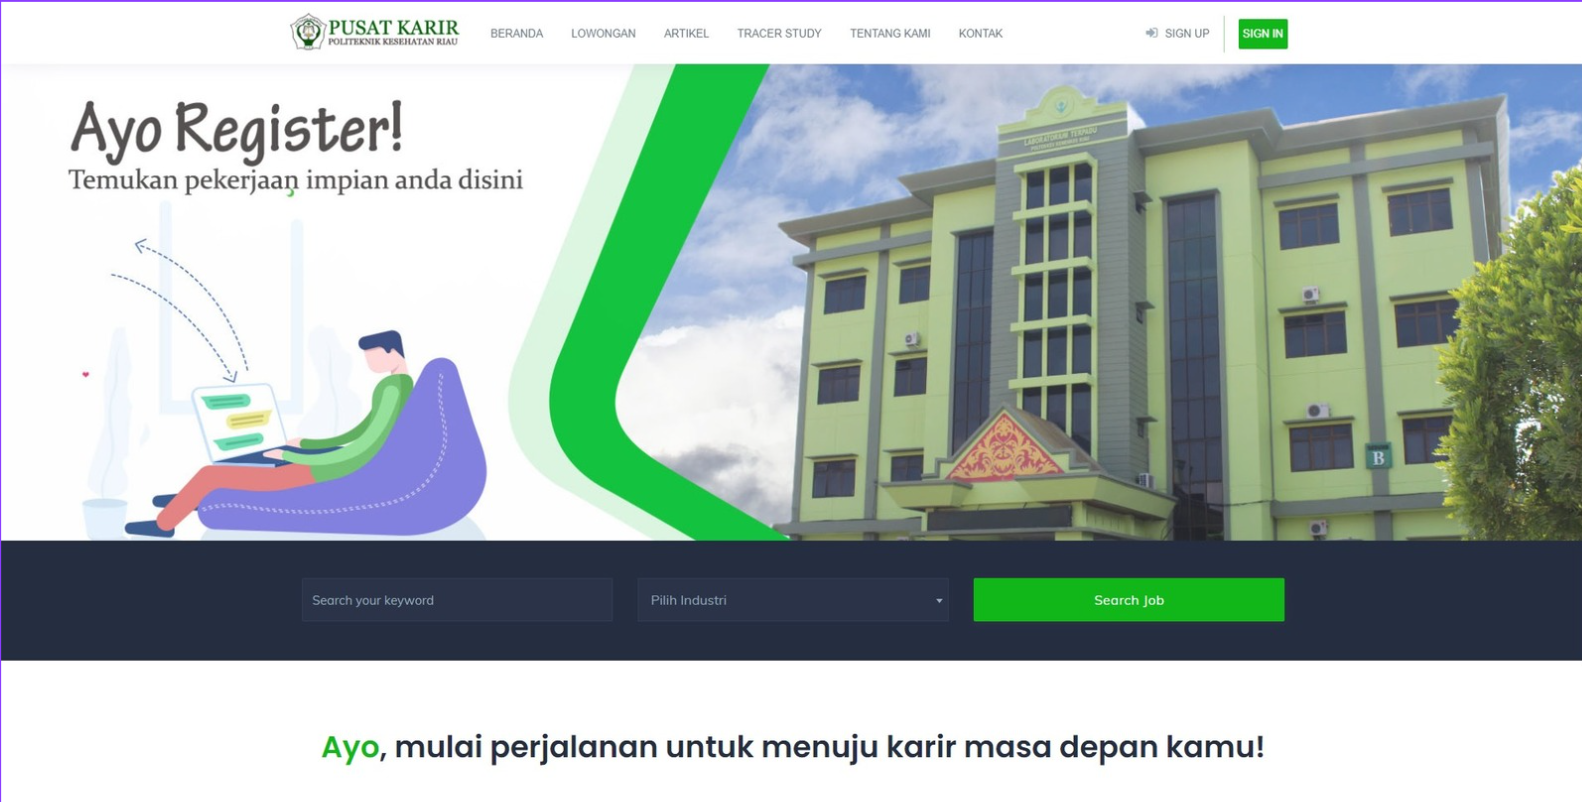 PUSAT KARIR
POLITEKNIK KESEHATAN RIAU
BERANDA LOWONGAN ARTIKEL TRACER STUDY TENTANG KAMI KONTAK SIGN UP SIGN IN
Ayo Register!
Temukan pekerjaan impian anda disini
LABORATORIUM TERPADU
B
Search your keyword Pilih Industri Search Job
Ayo, mulai perjalanan untuk menuju karir masa depan kamu!